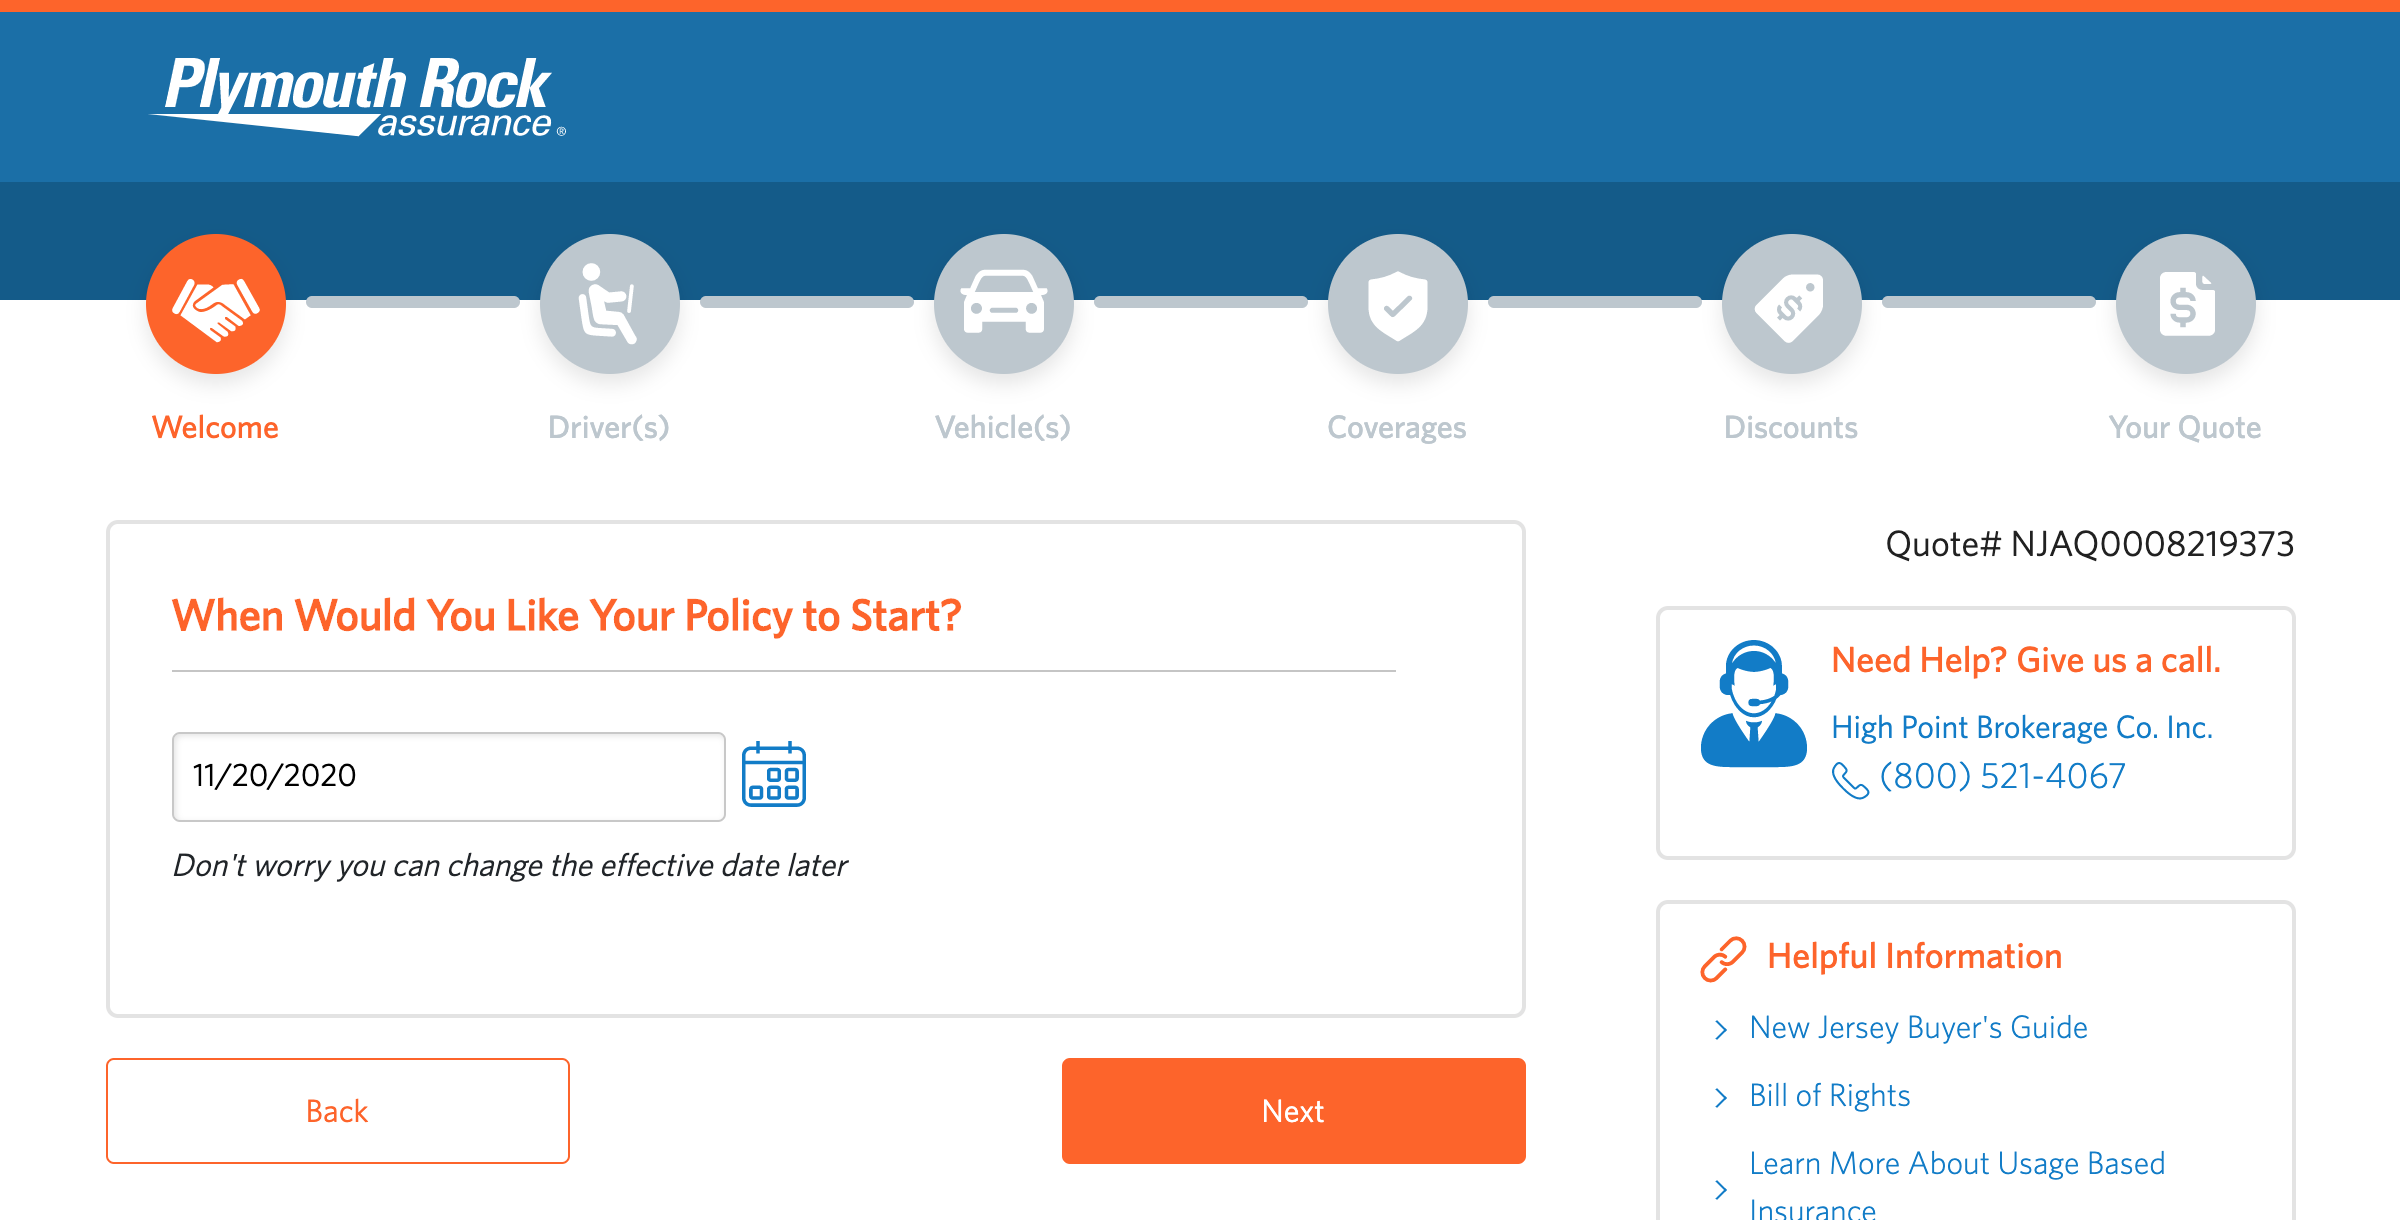 Plymouth Rock
assurance®
Welcome
Driver(s)
Vehicle(s)
Coverages
Discounts
Your Quote
Quote# NJAQ0008219373
When Would You Like Your Policy to Start?
11/20/2020
Don't worry you can change the effective date later
Back
Next
Need Help? Give us a call.
High Point Brokerage Co. Inc.
(800) 521-4067
Helpful Information
New Jersey Buyer's Guide
Bill of Rights
Learn More About Usage Based
Insurance